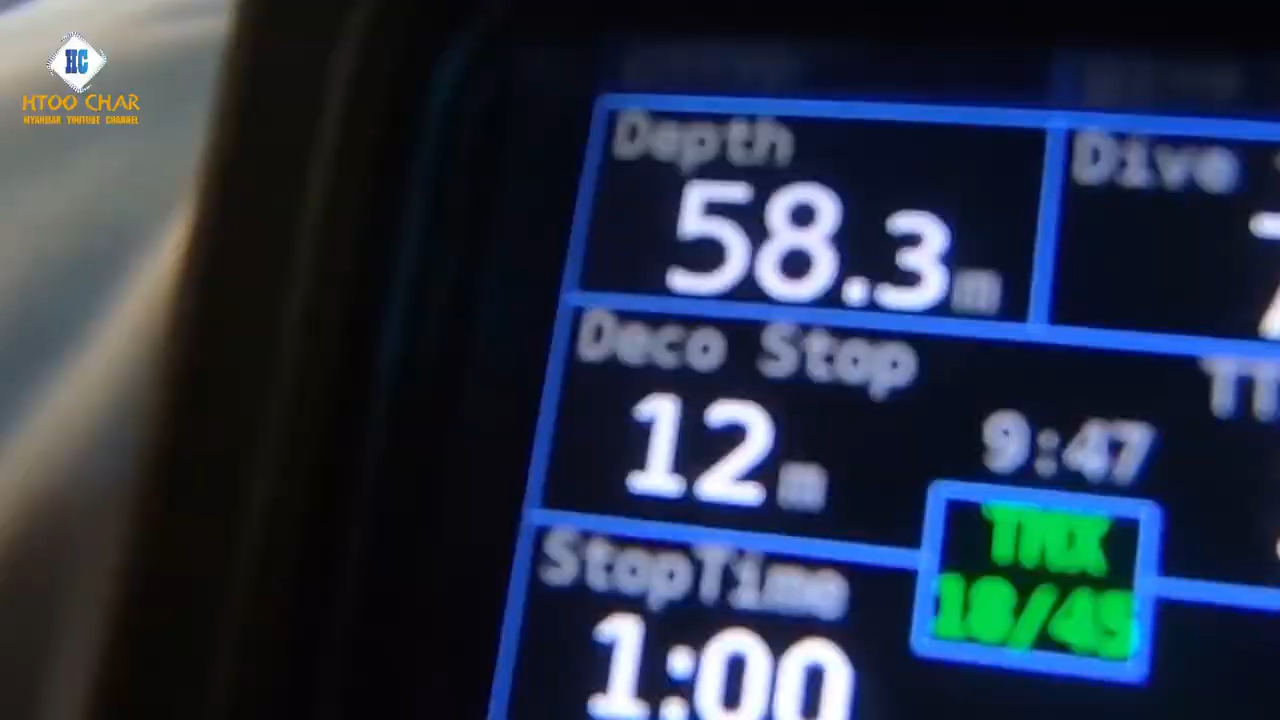 HC
HTOO CHAR
MYANMAR YOUTUBE CHANNEL
Depth
Dive
58.3m
Deco Stop
12m
9:47
TMX
18/45
StopTime
1:00